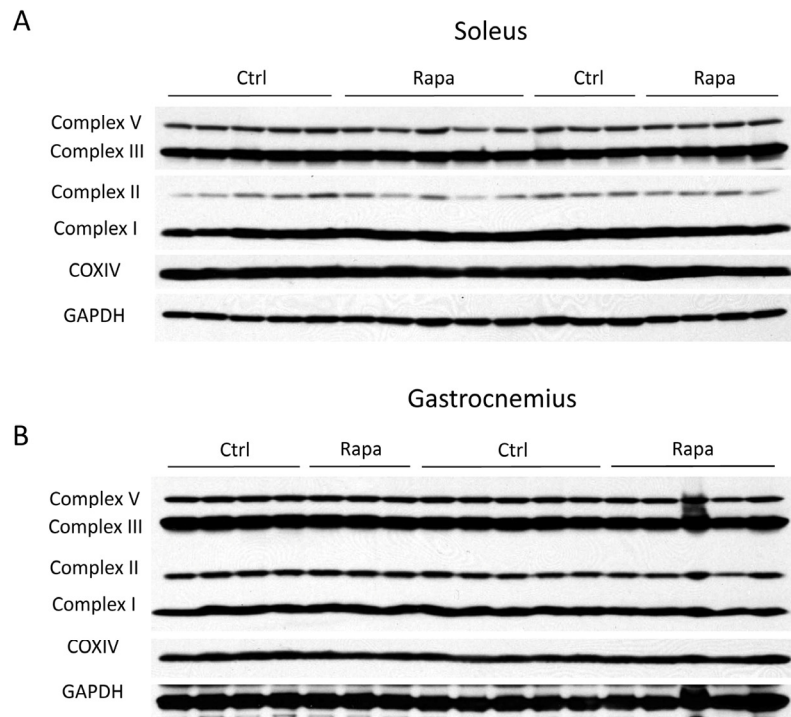 A
Soleus
Ctrl Rapa Ctrl Rapa
Complex V
Complex III
Complex II
Complex I
COXIV
GAPDH
Gastrocnemius
B
Ctrl Rapa Ctrl Rapa
Complex V
Complex III
Complex II
Complex I
COXIV
GAPDH